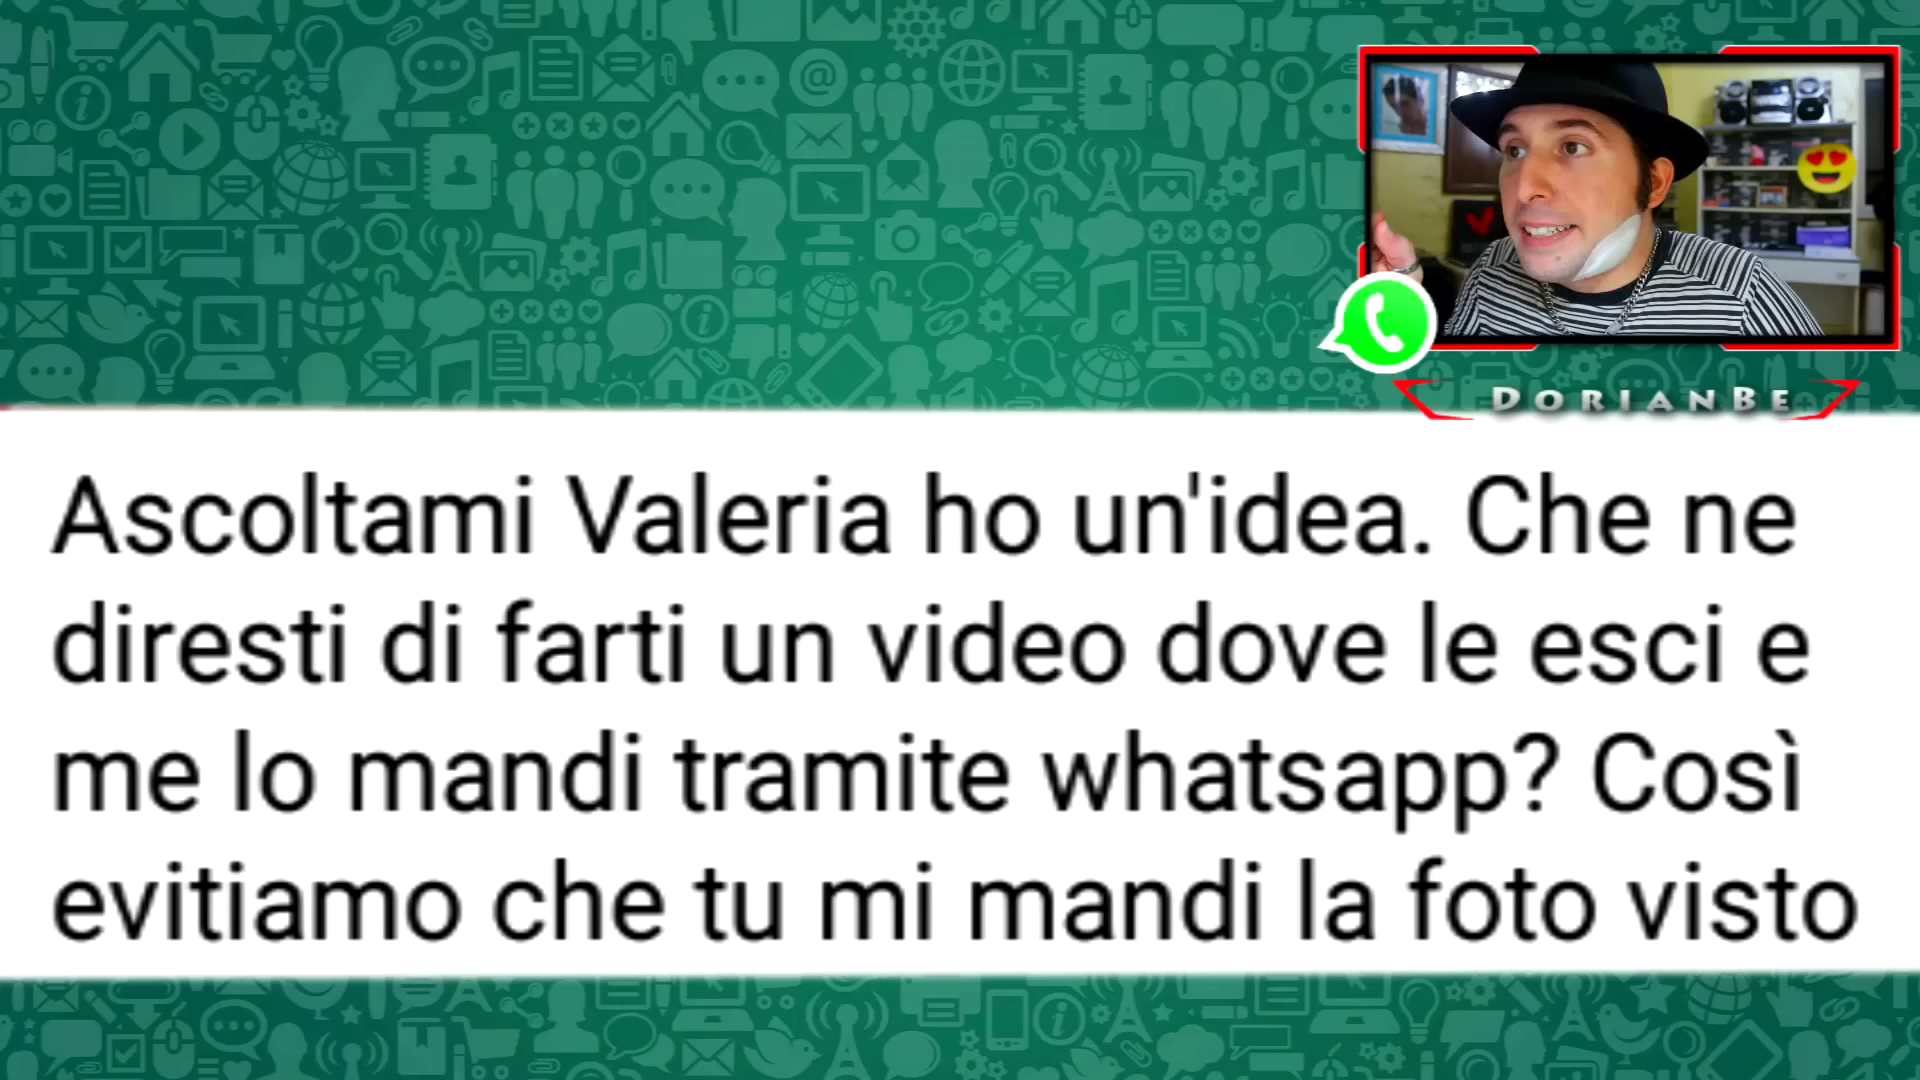 DorianBe
Ascoltami Valeria ho un'idea. Che ne
diresti di farti un video dove le esci e
me lo mandi tramite whatsapp? Così
evitiamo che tu mi mandi la foto visto